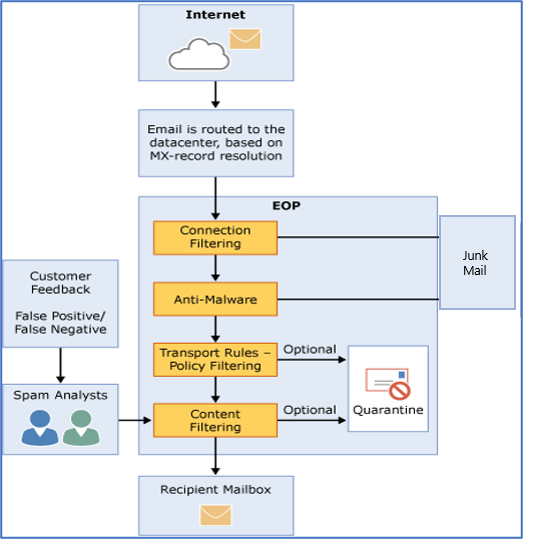 Internet
Email is routed to the
datacenter, based on
MX-record resolution
EOP
Connection
Filtering
Junk
Mail
Customer
Feedback
False Positive/
False Negative
Anti-Malware
Transport Rules –
Policy Filtering
Optional
Spam Analysts
Content
Filtering
Optional
Quarantine
Recipient Mailbox